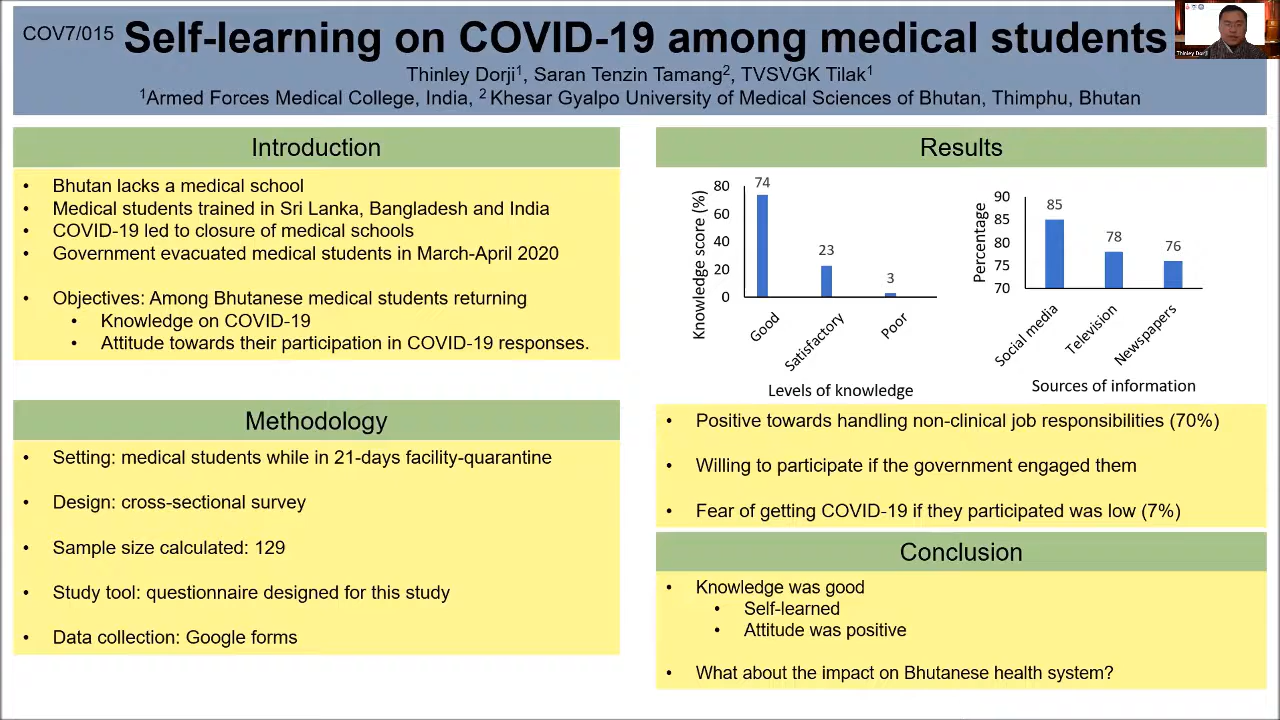 COV7/015
Self-learning on COVID-19 among medical students
Thinley Dorji
Thinley Dorji¹, Saran Tenzin Tamang², TVSVGK Tilak¹
¹Armed Forces Medical College, India, ² Khesar Gyalpo University of Medical Sciences of Bhutan, Thimphu, Bhutan
Introduction
• Bhutan lacks a medical school
• Medical students trained in Sri Lanka, Bangladesh and India
• COVID-19 led to closure of medical schools
• Government evacuated medical students in March-April 2020
• Objectives: Among Bhutanese medical students returning
• Knowledge on COVID-19
• Attitude towards their participation in COVID-19 responses.
Methodology
• Setting: medical students while in 21-days facility-quarantine
• Design: cross-sectional survey
• Sample size calculated: 129
• Study tool: questionnaire designed for this study
• Data collection: Google forms
Results
Knowledge score (%)
80
60
40
20
0
74
23
3
Good
Satisfactory
Poor
Levels of knowledge
Percentage
90
85
80
75
70
85
78
76
Social media
Television
Newspapers
Sources of information
• Positive towards handling non-clinical job responsibilities (70%)
• Willing to participate if the government engaged them
• Fear of getting COVID-19 if they participated was low (7%)
Conclusion
• Knowledge was good
• Self-learned
• Attitude was positive
• What about the impact on Bhutanese health system?